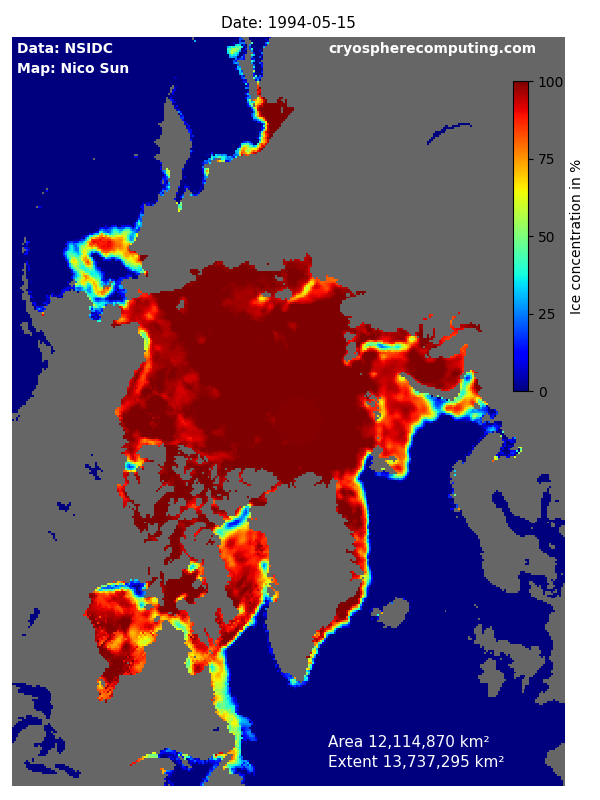 Date: 1994-05-15
Data: NSIDC
Map: Nico Sun
cryospherecomputing.com
100
75
50
25
0
Ice concentration in %
Area 12,114,870 km²
Extent 13,737,295 km²